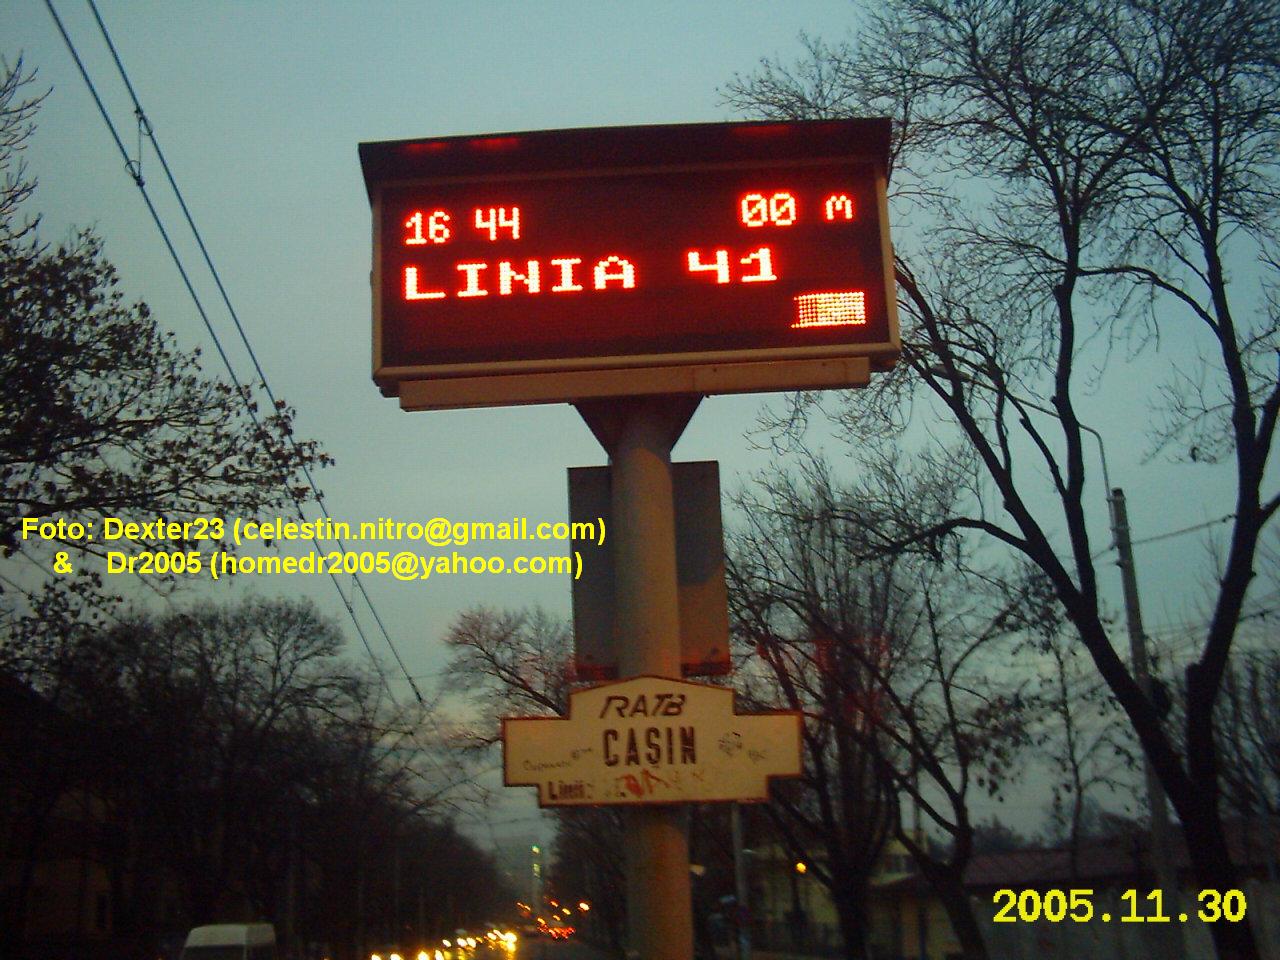 16 44 00 m
LINIA 41
Foto: Dexter23 (celestin.nitro@gmail.com)
& Dr2005 (homedr2005@yahoo.com)
RATB
CASIN
Linii:
2005.11.30